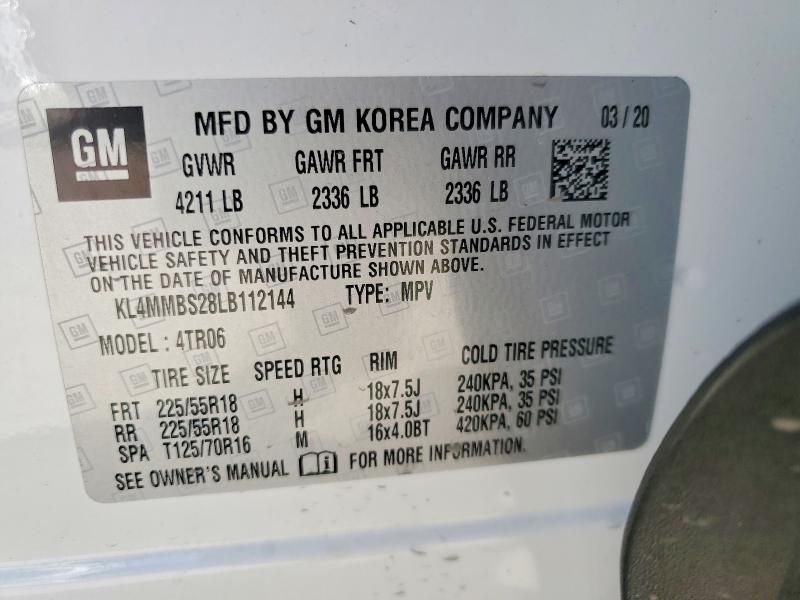 GM
MFD BY GM KOREA COMPANY 03/20
GVWR GAWR FRT GAWR RR
4211 LB 2336 LB 2336 LB
THIS VEHICLE CONFORMS TO ALL APPLICABLE U.S. FEDERAL MOTOR
VEHICLE SAFETY AND THEFT PREVENTION STANDARDS IN EFFECT
ON THE DATE OF MANUFACTURE SHOWN ABOVE.
KL4MMBS28LB112144 TYPE: MPV
MODEL : 4TR06
TIRE SIZE SPEED RTG RIM COLD TIRE PRESSURE
FRT 225/55R18 H 18x7.5J 240KPA, 35 PSI
RR 225/55R18 H 18x7.5J 240KPA, 35 PSI
SPA T125/70R16 M 16x4.0BT 420KPA, 60 PSI
SEE OWNER'S MANUAL FOR MORE INFORMATION.